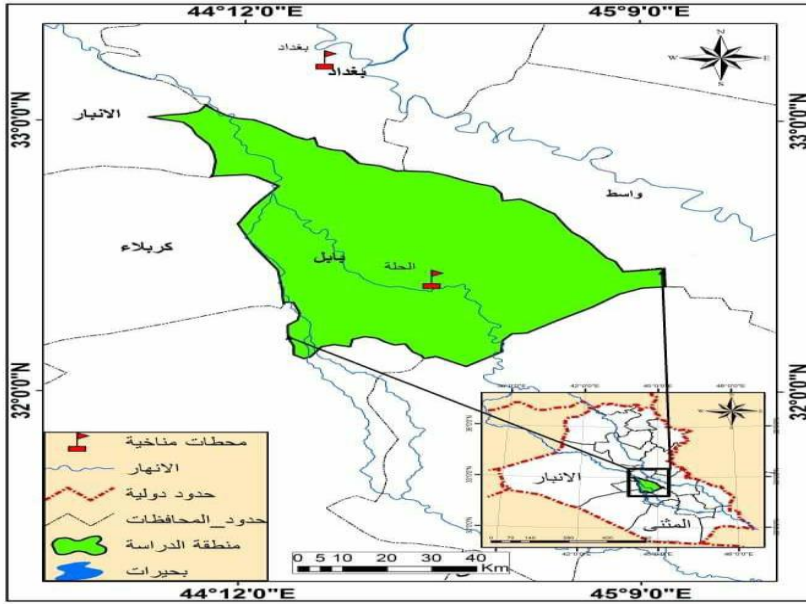 44°12'0"E
45°9'0"E
بغداد
بغداد
N
W
E
S
33°0'0"N
33°0'0"N
الانبار
واسط
كربلاء
بابل
الحلة
32°0'0"N
32°0'0"N
محطات مناخية
الانهار
حدود دولية
حدود_المحافظات
منطقة الدراسة
بحيرات
0 5 10 20 30 40
Km
N
W
E
S
الانبار
المثنى
44°12'0"E
45°9'0"E